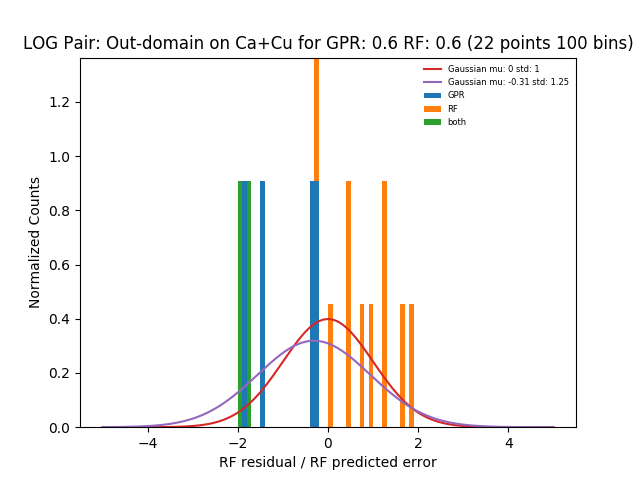 LOG Pair: Out-domain on Ca+Cu for GPR: 0.6 RF: 0.6 (22 points 100 bins)
Gaussian mu: 0 std: 1
Gaussian mu: -0.31 std: 1.25
GPR
RF
both
Normalized Counts
1.2
1.0
0.8
0.6
0.4
0.2
0.0
−4 −2 0 2 4
RF residual / RF predicted error